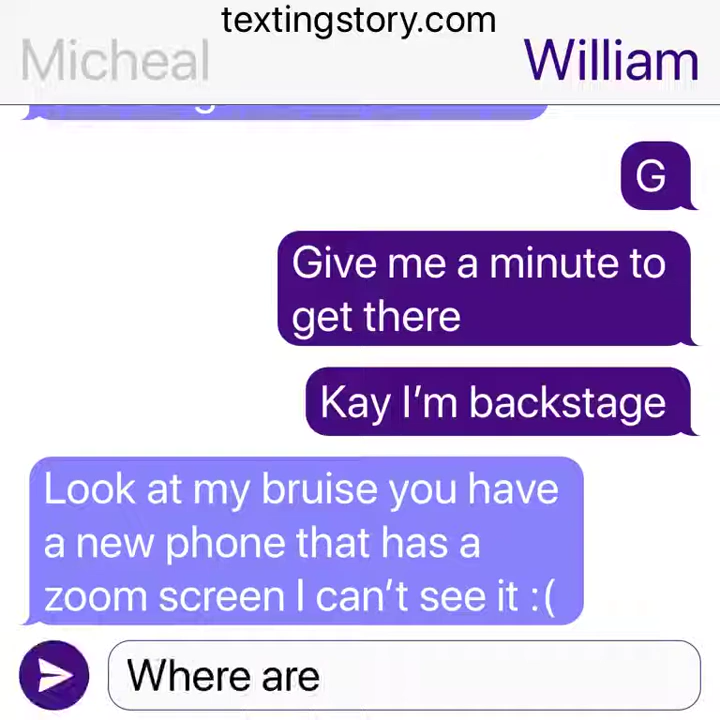 textingstory.com
Micheal
William
G
Give me a minute to
get there
Kay I’m backstage
Look at my bruise you have
a new phone that has a
zoom screen I can’t see it :(
Where are